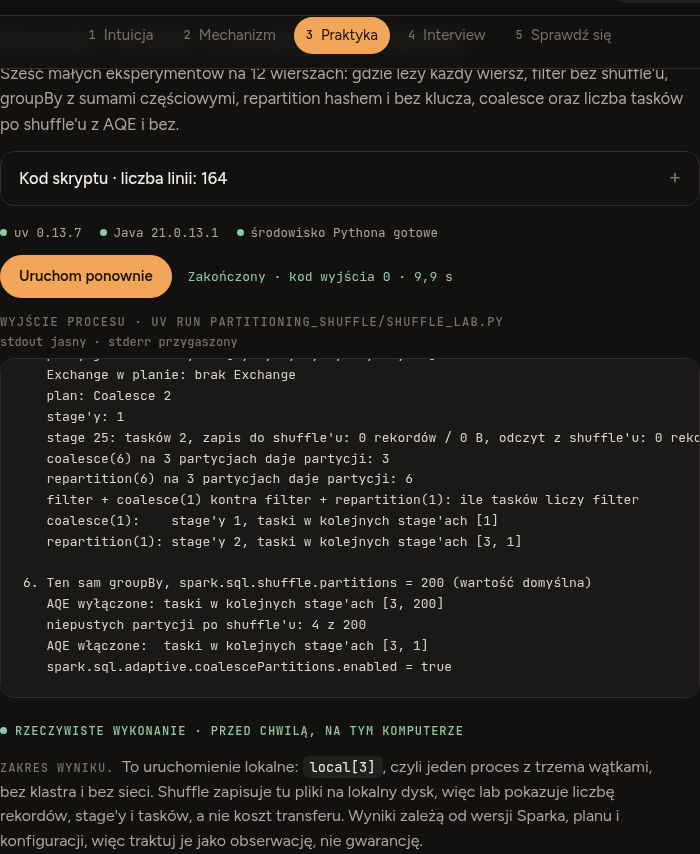 1 Intuicja 2 Mechanizm 3 Praktyka 4 Interview 5 Sprawdź się
Sześć małych eksperymentów na 12 wierszach: gdzie leży każdy wiersz, filter bez shuffle'u,
groupBy z sumami częściowymi, repartition hashem i bez klucza, coalesce oraz liczba tasków
po shuffle'u z AQE i bez.
Kod skryptu · liczba linii: 164 +
uv 0.13.7 Java 21.0.13.1 środowisko Pythona gotowe
Uruchom ponownie Zakończony · kod wyjścia 0 · 9,9 s
WYJŚCIE PROCESU · UV RUN PARTITIONING_SHUFFLE/SHUFFLE_LAB.PY
stdout jasny · stderr przygaszony
Exchange w planie: brak Exchange
plan: Coalesce 2
stage'y: 1
stage 25: tasków 2, zapis do shuffle'u: 0 rekordów / 0 B, odczyt z shuffle'u: 0 reko
coalesce(6) na 3 partycjach daje partycji: 3
repartition(6) na 3 partycjach daje partycji: 6
filter + coalesce(1) kontra filter + repartition(1): ile tasków liczy filter
coalesce(1):    stage'y 1, taski w kolejnych stage'ach [1]
repartition(1): stage'y 2, taski w kolejnych stage'ach [3, 1]
6. Ten sam groupBy, spark.sql.shuffle.partitions = 200 (wartość domyślna)
AQE wyłączone: taski w kolejnych stage'ach [3, 200]
niepustych partycji po shuffle'u: 4 z 200
AQE włączone:  taski w kolejnych stage'ach [3, 1]
spark.sql.adaptive.coalescePartitions.enabled = true
RZECZYWISTE WYKONANIE · PRZED CHWILĄ, NA TYM KOMPUTERZE
ZAKRES WYNIKU. To uruchomienie lokalne: local[3], czyli jeden proces z trzema wątkami,
bez klastra i bez sieci. Shuffle zapisuje tu pliki na lokalny dysk, więc lab pokazuje liczbę
rekordów, stage'y i tasków, a nie koszt transferu. Wyniki zależą od wersji Sparka, planu i
konfiguracji, więc traktuj je jako obserwację, nie gwarancję.